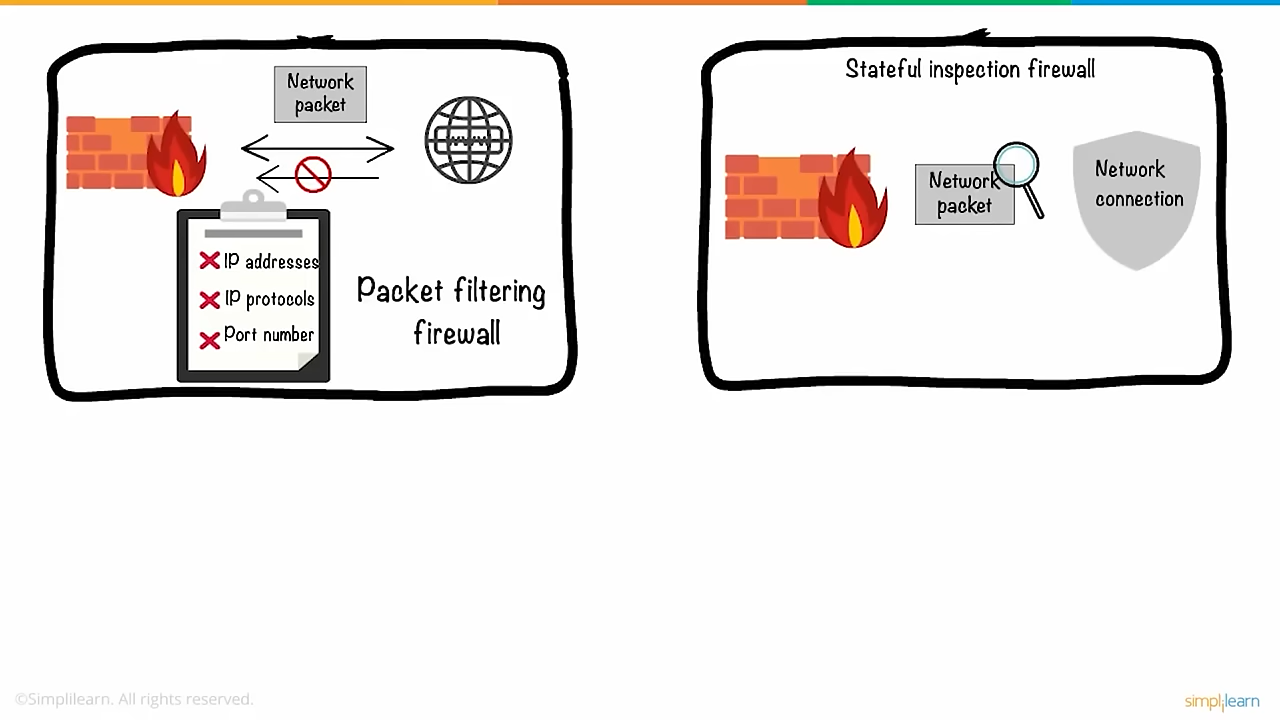 Network
packet
www
IP addresses
IP protocols
Port number
Packet filtering
firewall
Stateful inspection firewall
Network
packet
Network
connection
©Simplilearn. All rights reserved.
simplilearn